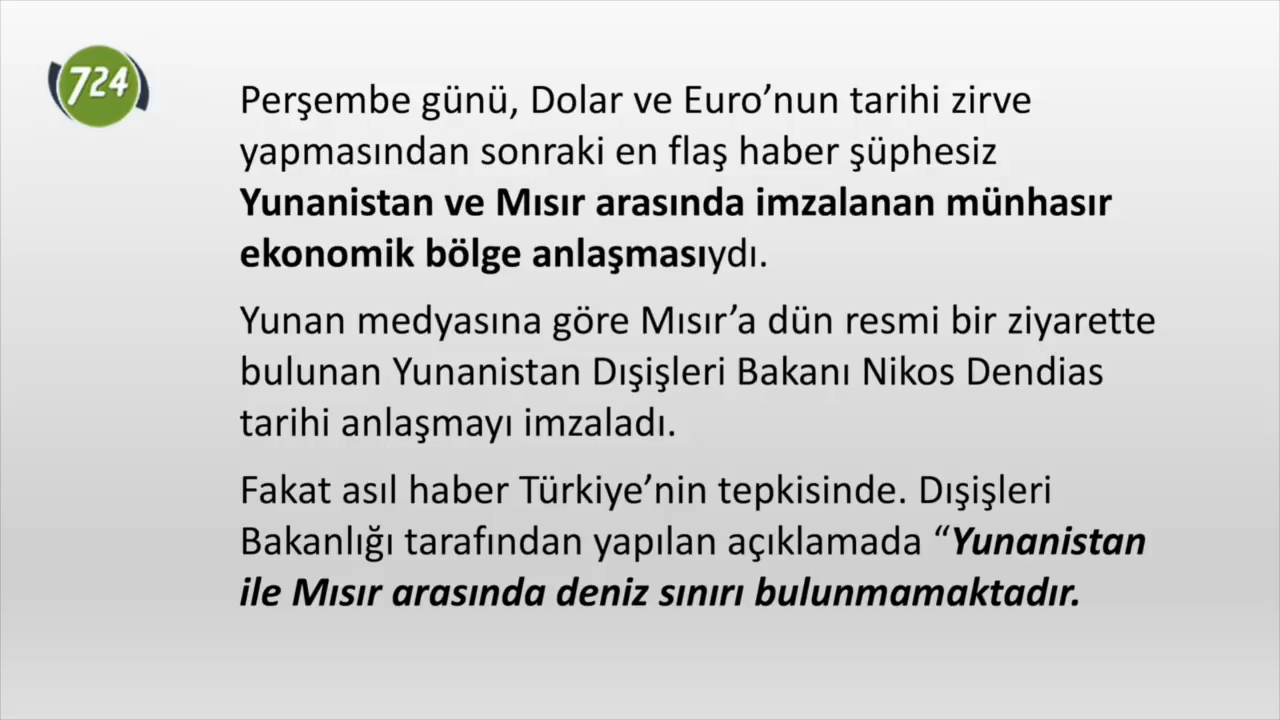 724
Perşembe günü, Dolar ve Euro’nun tarihi zirve
yapmasından sonraki en flaş haber şüphesiz
Yunanistan ve Mısır arasında imzalanan münhasır
ekonomik bölge anlaşmasıydı.
Yunan medyasına göre Mısır’a dün resmi bir ziyarette
bulunan Yunanistan Dışişleri Bakanı Nikos Dendias
tarihi anlaşmayı imzaladı.
Fakat asıl haber Türkiye’nin tepkisinde. Dışişleri
Bakanlığı tarafından yapılan açıklamada “Yunanistan
ile Mısır arasında deniz sınırı bulunmamaktadır.